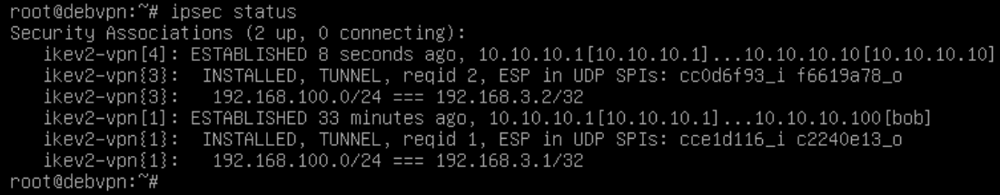 root@debvpn:~# ipsec status
Security Associations (2 up, 0 connecting):
    ikev2-vpn[4]: ESTABLISHED 8 seconds ago, 10.10.10.1[10.10.10.1]...10.10.10.10[10.10.10.10]
    ikev2-vpn{3}:  INSTALLED, TUNNEL, reqid 2, ESP in UDP SPIs: cc0d6f93_i f6619a78_o
    ikev2-vpn{3}:   192.168.100.0/24 === 192.168.3.2/32
    ikev2-vpn[1]: ESTABLISHED 33 minutes ago, 10.10.10.1[10.10.10.1]...10.10.10.100[bob]
    ikev2-vpn{1}:  INSTALLED, TUNNEL, reqid 1, ESP in UDP SPIs: cce1d116_i c2240e13_o
    ikev2-vpn{1}:   192.168.100.0/24 === 192.168.3.1/32
root@debvpn:~#